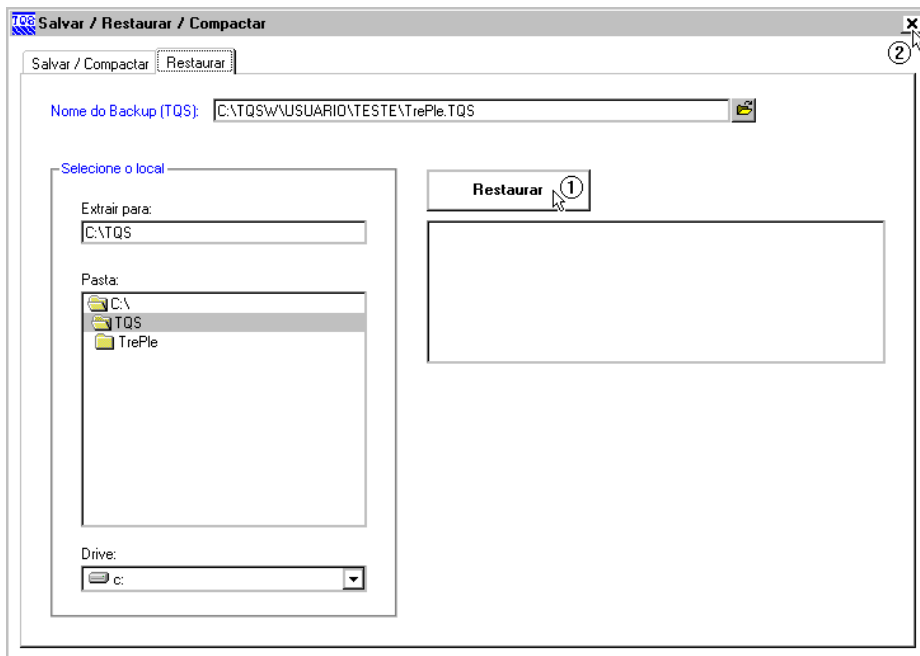 TQS Salvar / Restaurar / Compactar
②
Salvar / Compactar Restaurar
Nome do Backup (TQS): C:\TQSW\USUARIO\TESTE\TrePle.TQS
Selecione o local
Restaurar ①
Extrair para:
C:\TQS
Pasta:
C:\
TQS
TrePle
Drive:
c: